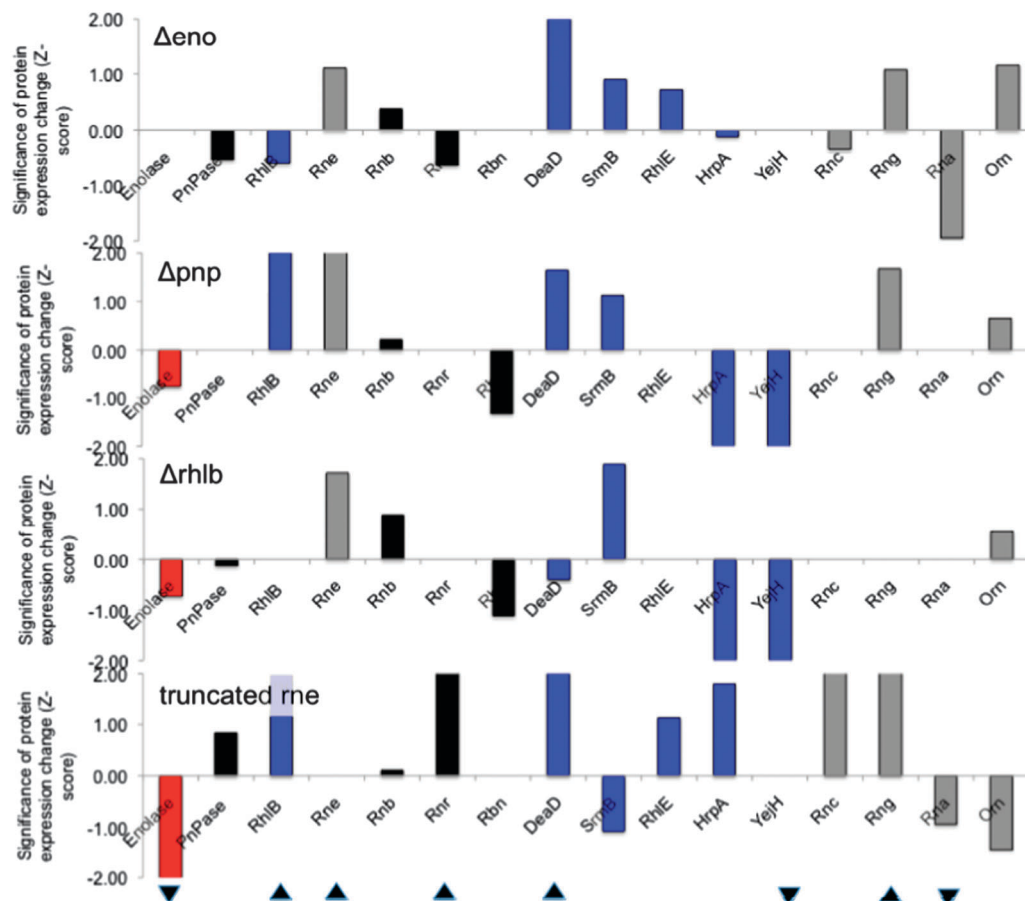 Significance of protein
expression change (Z-
score)
2.00
1.00
0.00
-1.00
-2.00
Δeno
Enolase
PnPase
RhlB
Rne
Rnb
Rbn
DeaD
SrmB
RhlE
HrpA
YejH
Rnc
Rng
Rna
Orn
Significance of protein
expression change (Z-
score)
2.00
1.00
0.00
-1.00
-2.00
Δpnp
Enolase
PnPase
RhlB
Rne
Rnb
Rnr
DeaD
SrmB
RhlE
HrpA
YejH
Rnc
Rng
Rna
Orn
Significance of protein
expression change (Z-
score)
2.00
1.00
0.00
-1.00
-2.00
Δrhlb
Enolase
PnPase
RhlB
Rne
Rnb
Rnr
DeaD
SrmB
RhlE
HrpA
YejH
Rnc
Rng
Rna
Orn
Significance of protein
expression change (Z-
score)
2.00
1.00
0.00
-1.00
-2.00
truncated rne
Enolase
PnPase
RhlB
Rne
Rnb
Rnr
Rbn
DeaD
SrmB
RhlE
HrpA
YejH
Rnc
Rng
Rna
Orn